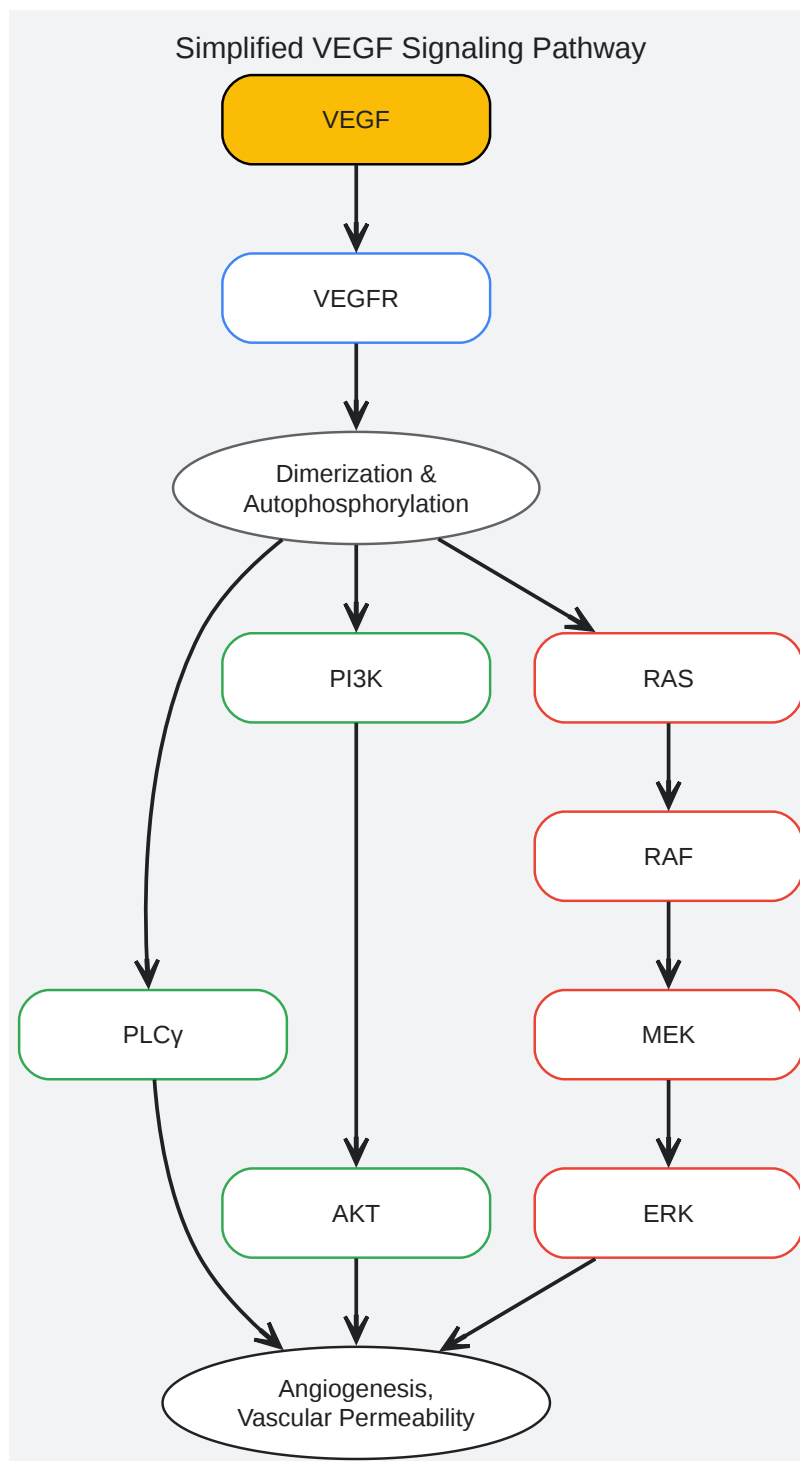 Simplified VEGF Signaling Pathway
VEGF
VEGFR
Dimerization &
Autophosphorylation
PI3K
RAS
RAF
PLCγ
MEK
AKT
ERK
Angiogenesis,
Vascular Permeability